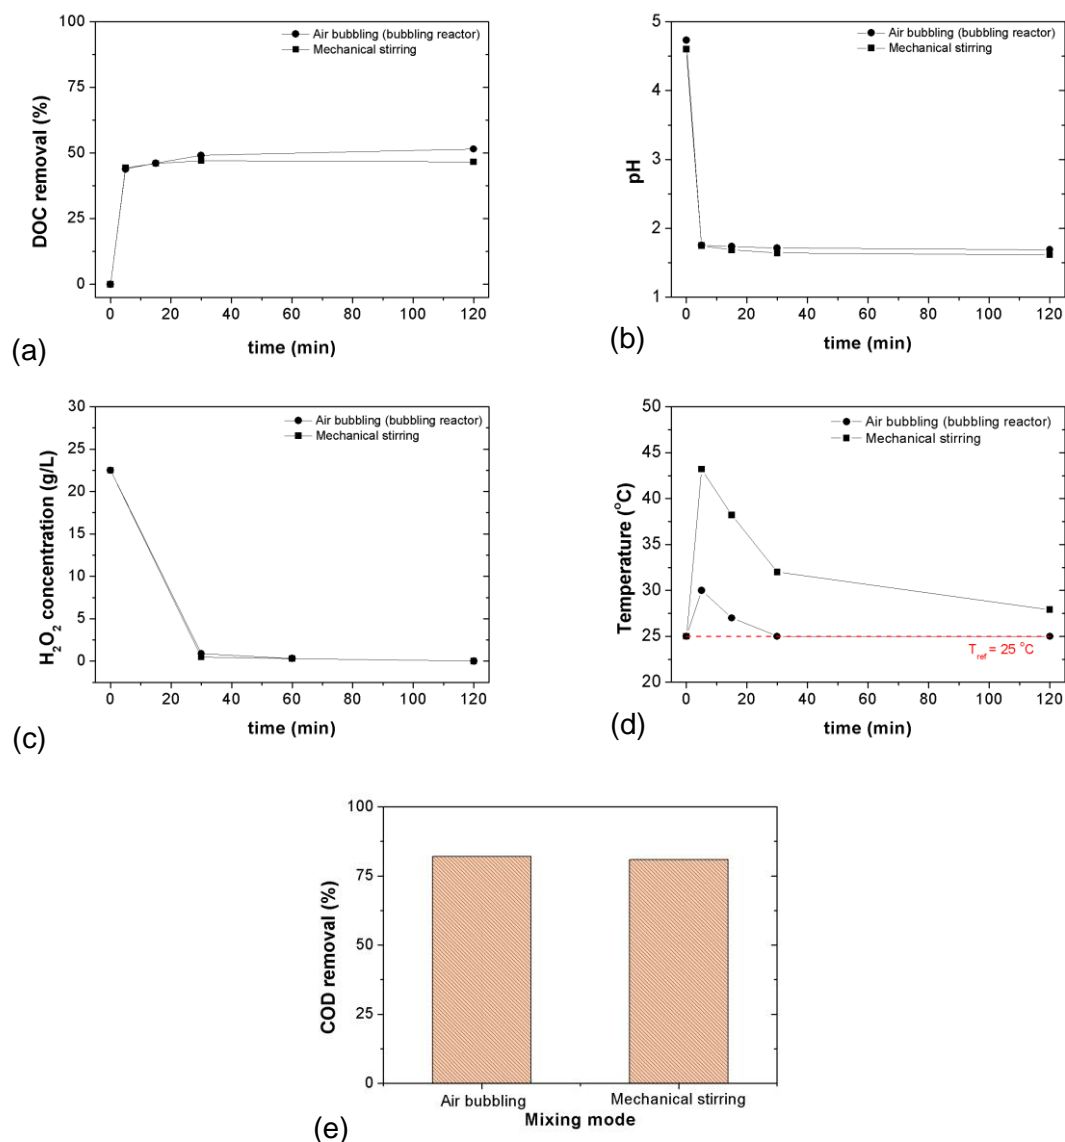 100
75
50
25
0
DOC removal (%)
Air bubbling (bubbling reactor)
Mechanical stirring
0 20 40 60 80 100 120
time (min)
(a)
5
4
3
2
1
pH
Air bubbling (bubbling reactor)
Mechanical stirring
0 20 40 60 80 100 120
time (min)
(b)
30
25
20
15
10
5
0
H₂O₂ concentration (g/L)
Air bubbling (bubbling reactor)
Mechanical stirring
0 20 40 60 80 100 120
time (min)
(c)
50
45
40
35
30
25
20
Temperature (°C)
Air bubbling (bubbling reactor)
Mechanical stirring
T_ref = 25 °C
0 20 40 60 80 100 120
time (min)
(d)
100
75
50
25
0
COD removal (%)
Air bubbling Mechanical stirring
Mixing mode
(e)